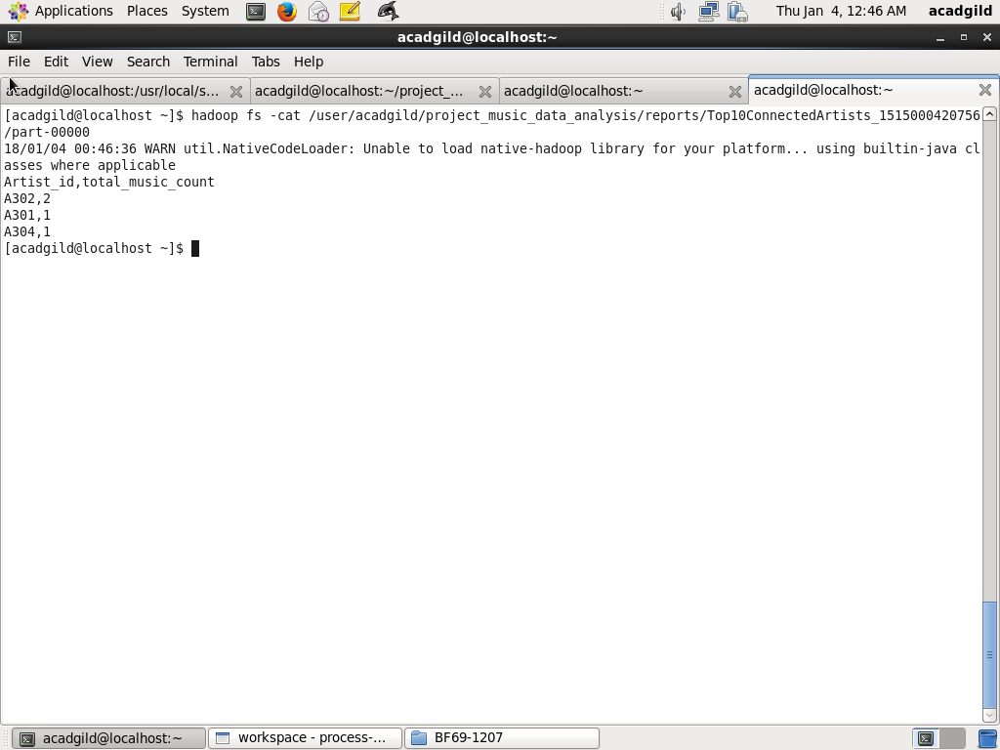 Applications Places System Thu Jan 4, 12:46 AM acadgild
acadgild@localhost:~
File Edit View Search Terminal Tabs Help
acadgild@localhost:/usr/local/s... acadgild@localhost:~/project_... acadgild@localhost:~ acadgild@localhost:~
[acadgild@localhost ~]$ hadoop fs -cat /user/acadgild/project_music_data_analysis/reports/Top10ConnectedArtists_1515000420756
/part-00000
18/01/04 00:46:36 WARN util.NativeCodeLoader: Unable to load native-hadoop library for your platform... using builtin-java cl
asses where applicable
Artist_id,total_music_count
A302,2
A301,1
A304,1
[acadgild@localhost ~]$
acadgild@localhost:~ workspace - process-... BF69-1207